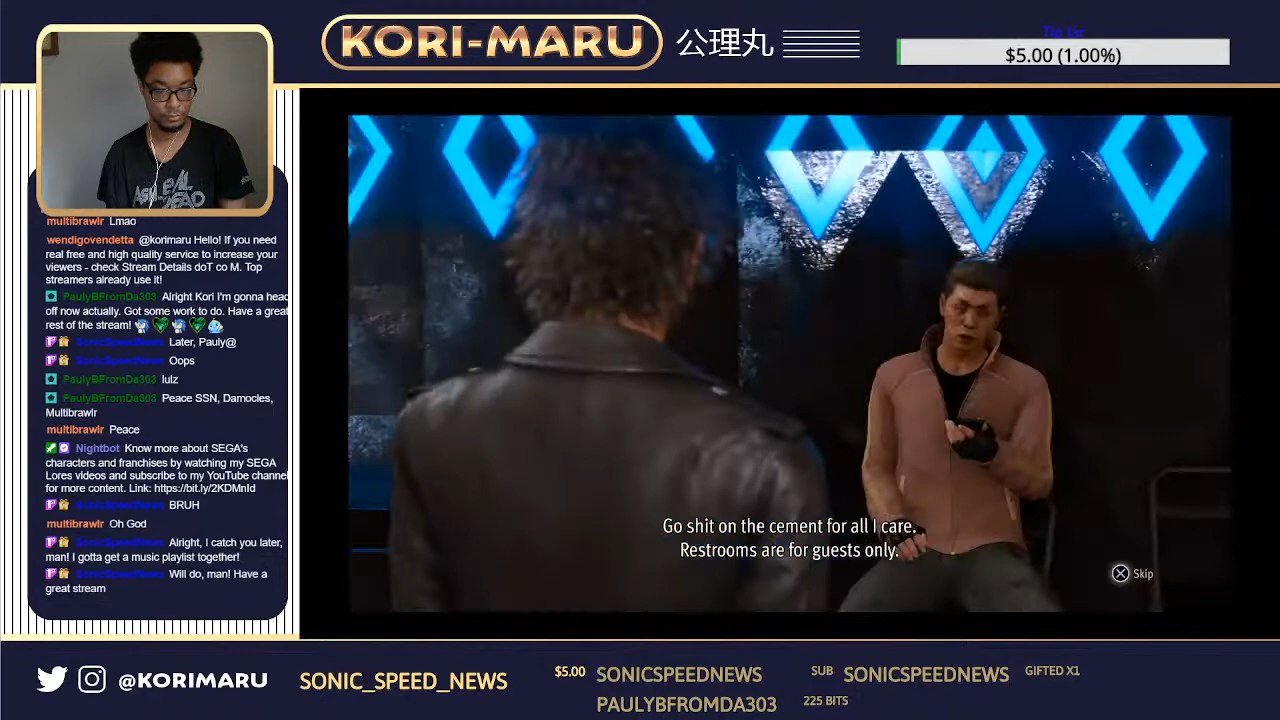 KORI-MARU 公理丸
Tip Jar
$5.00 (1.00%)
ASH EVIL
DEAD
multibrawlr Lmao
wendigovendetta @korimaru Hello! If you need
real free and high quality service to increase your
viewers - check Stream Details doT co M. Top
streamers already use it!
PaulyBFromDa303 Alright Kori I'm gonna head
off now actually. Got some work to do. Have a great
rest of the stream!
SonicSpeedNews Later, Pauly@
SonicSpeedNews Oops
PaulyBFromDa303 lulz
PaulyBFromDa303 Peace SSN, Damocles,
Multibrawlr
multibrawlr Peace
Nightbot Know more about SEGA's
characters and franchises by watching my SEGA
Lores videos and subscribe to my YouTube channel
for more content. Link: https://bit.ly/2KDMnId
SonicSpeedNews BRUH
multibrawlr Oh God
SonicSpeedNews Alright, I catch you later,
man! I gotta get a music playlist together!
SonicSpeedNews Will do, man! Have a
great stream
Go shit on the cement for all I care.
Restrooms are for guests only.
Skip
@KORIMARU
SONIC_SPEED_NEWS
$5.00 SONICSPEEDNEWS
PAULYBFROMDA303
SUB SONICSPEEDNEWS GIFTED X1
225 BITS